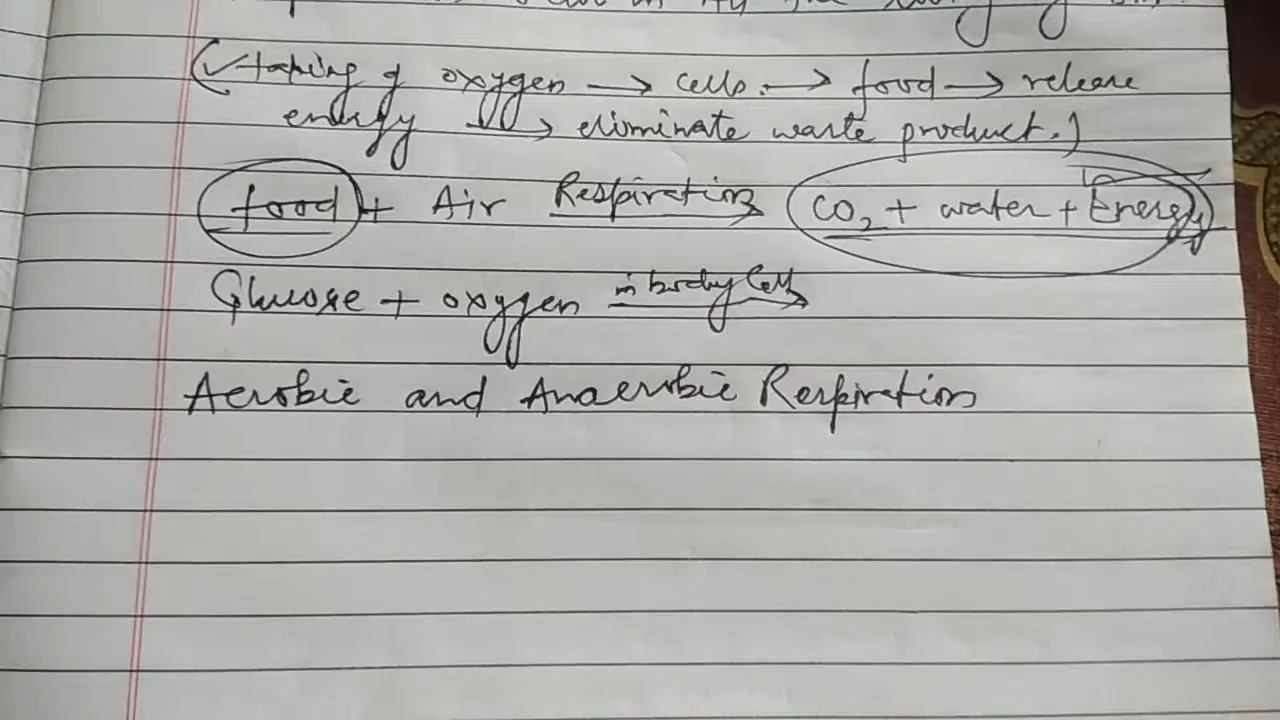 (✓ taking of oxygen → cells. → food → release
energy → eliminate waste product.)
food + Air Respiration → CO₂ + water + Energy
Glucose + oxygen in body cells →
Aerobic and Anaerobic Respiration